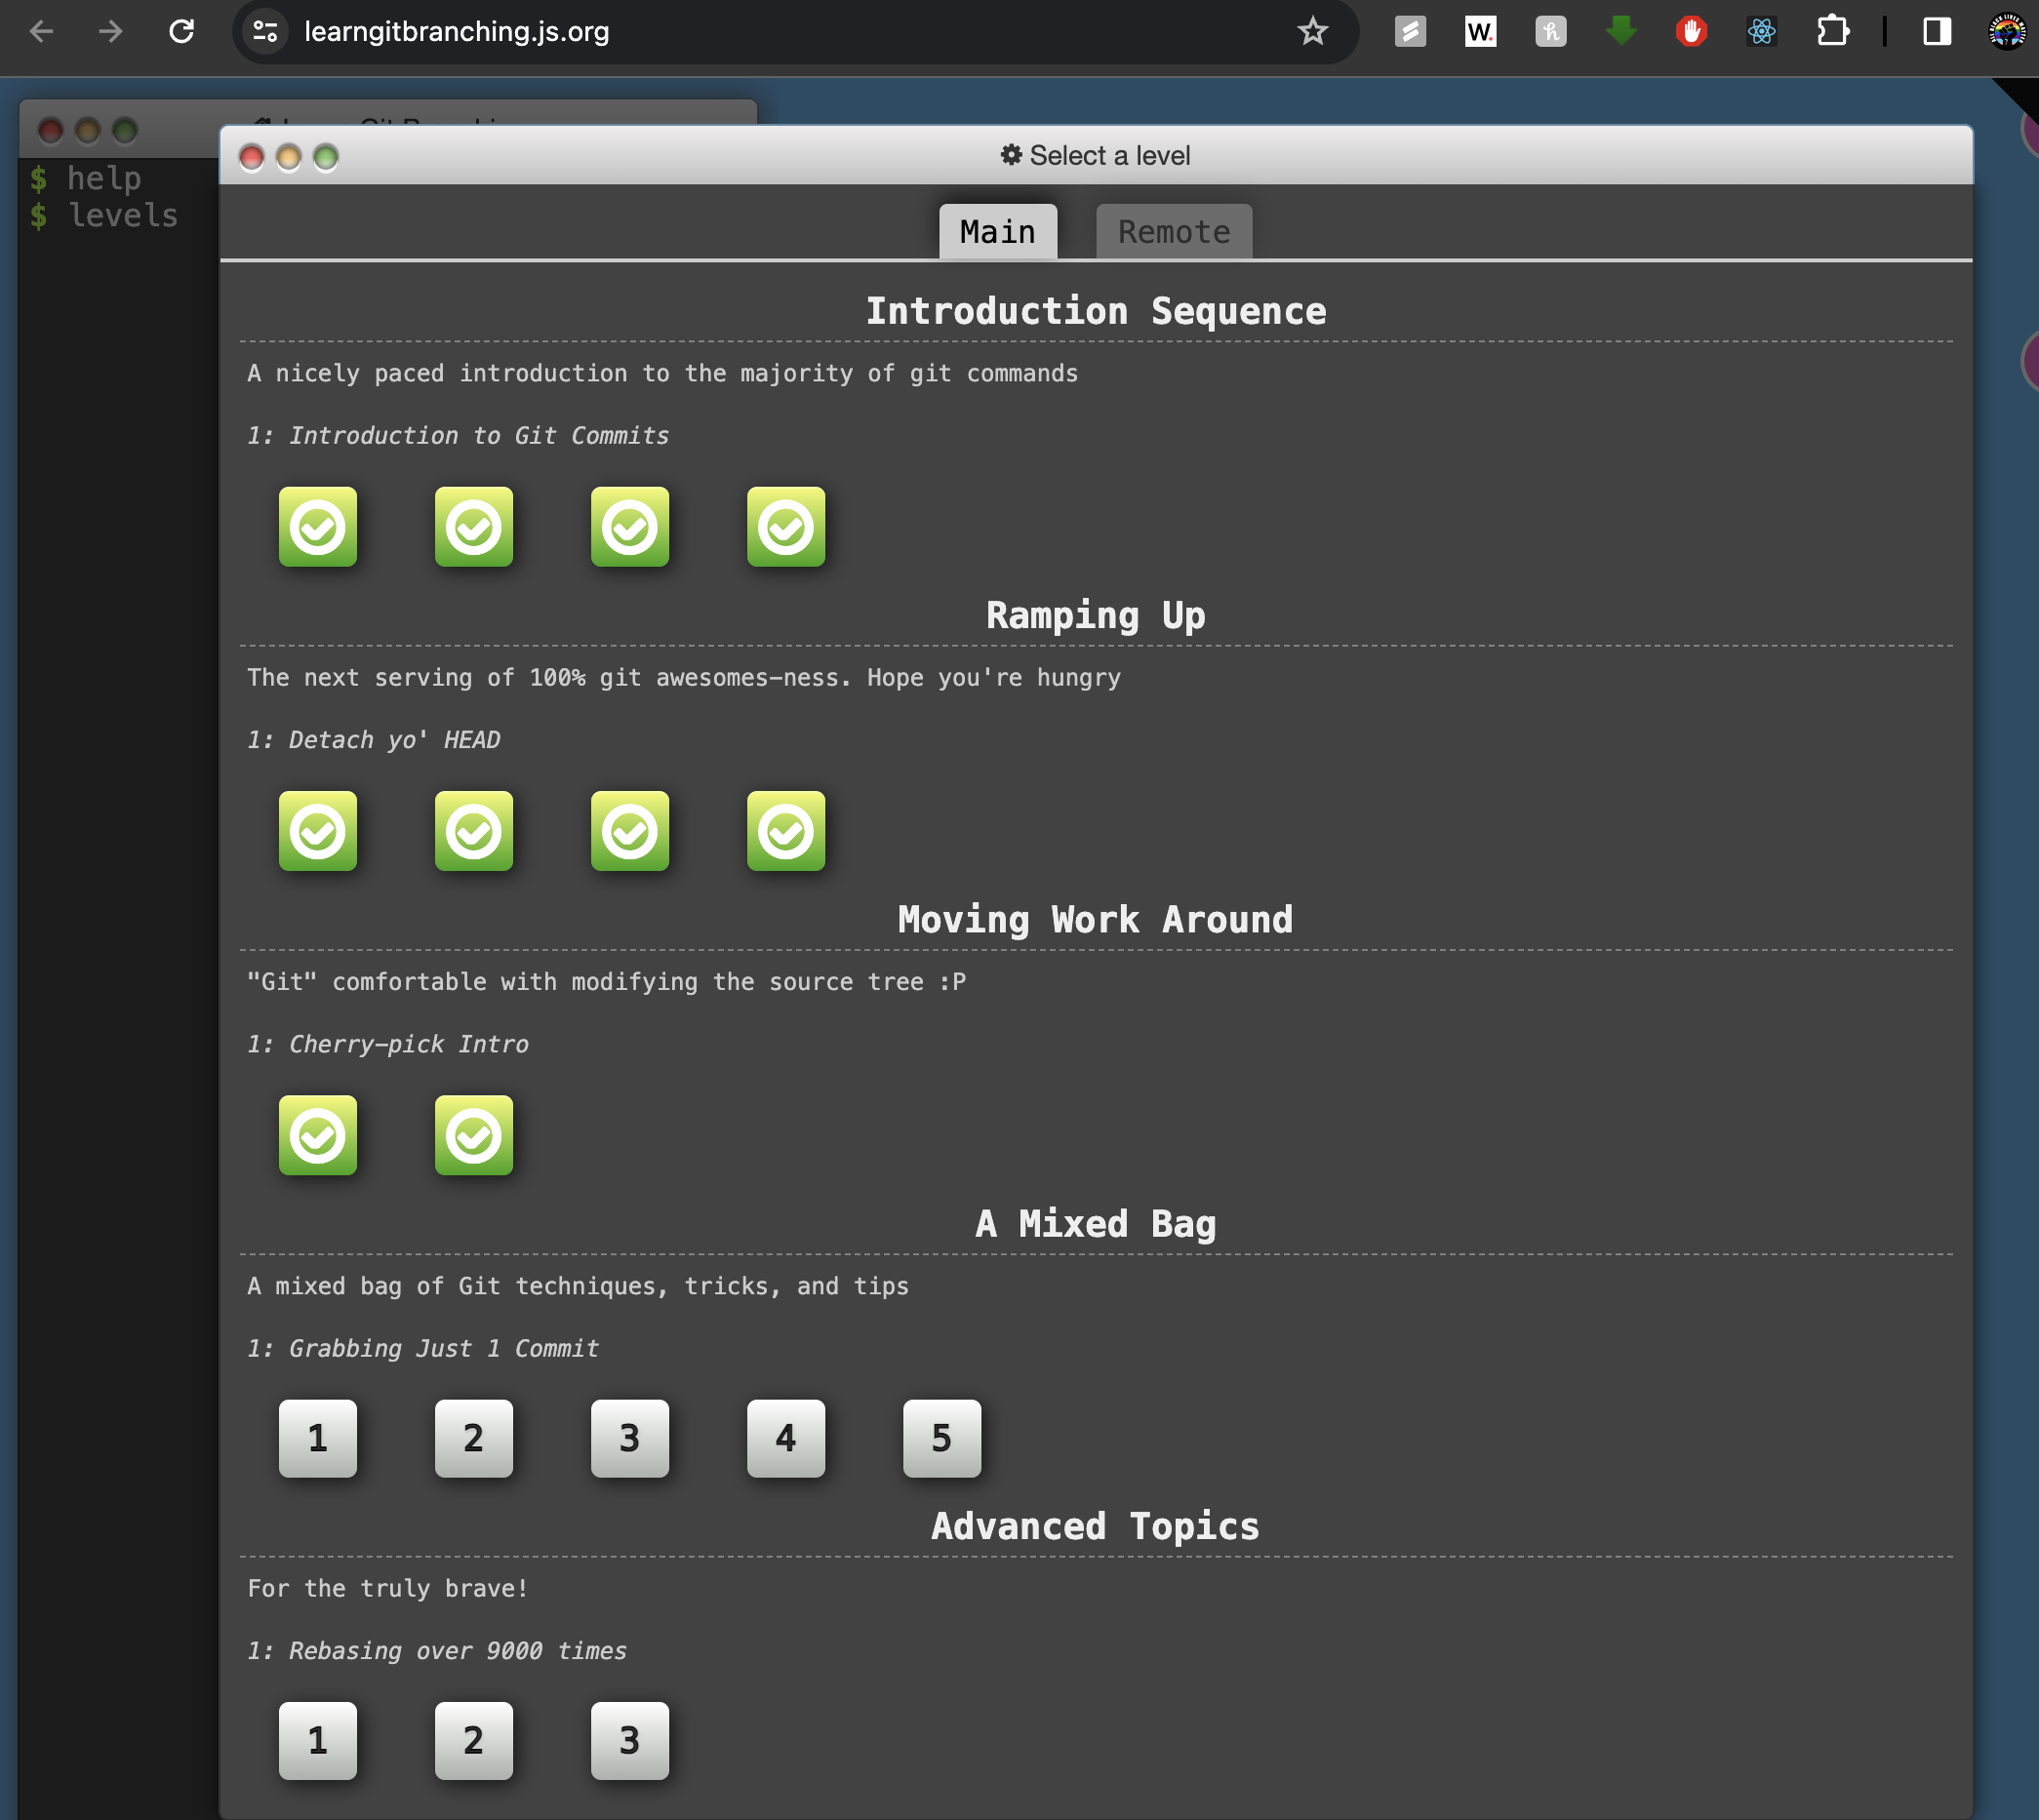 learngitbranching.js.org
W.
h
Learn Git Branching
$ help
$ levels
Select a level
Main
Remote
Introduction Sequence
A nicely paced introduction to the majority of git commands
1: Introduction to Git Commits
Ramping Up
The next serving of 100% git awesomes-ness. Hope you're hungry
1: Detach yo' HEAD
Moving Work Around
"Git" comfortable with modifying the source tree :P
1: Cherry-pick Intro
A Mixed Bag
A mixed bag of Git techniques, tricks, and tips
1: Grabbing Just 1 Commit
1 2 3 4 5
Advanced Topics
For the truly brave!
1: Rebasing over 9000 times
1 2 3